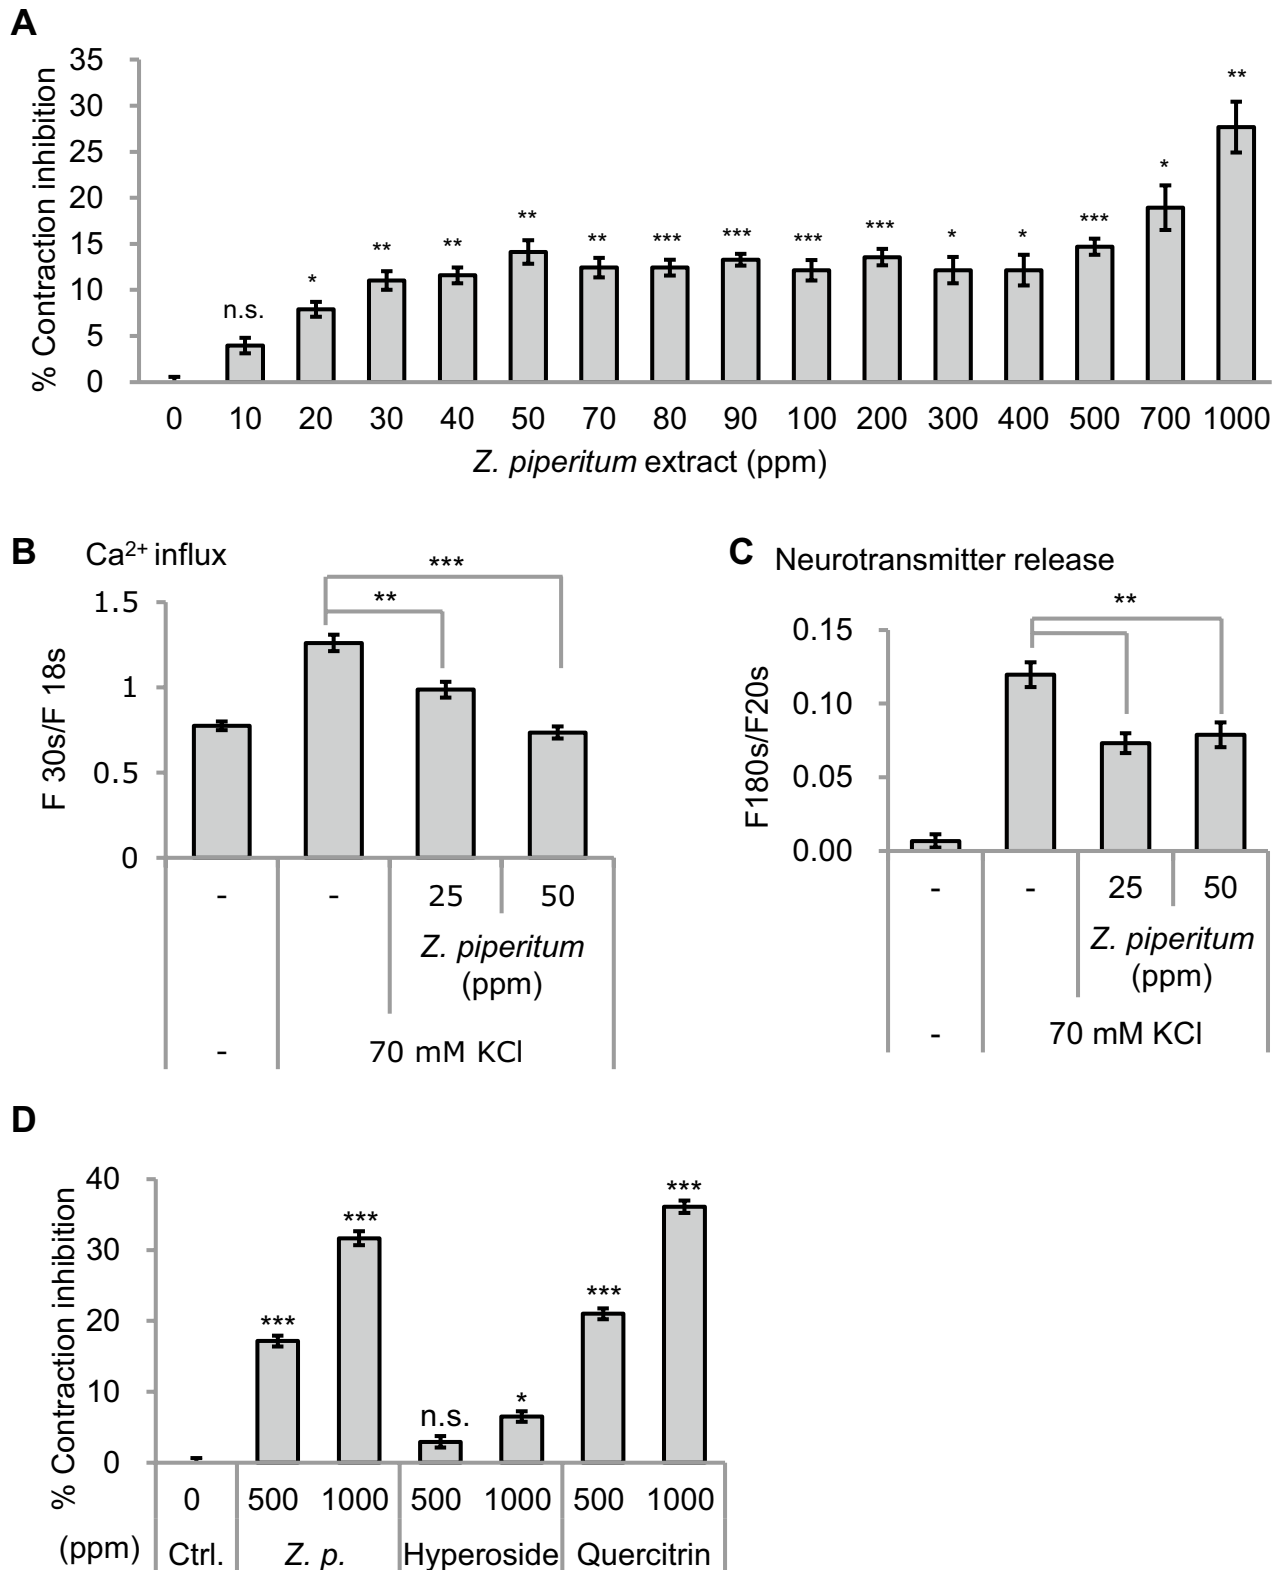 A
% Contraction inhibition
35
30
25
20
15
10
5
0
n.s.
*
**
**
**
**
***
***
***
***
*
*
***
*
**
0 10 20 30 40 50 70 80 90 100 200 300 400 500 700 1000
Z. piperitum extract (ppm)
B
Ca²⁺ influx
F 30s/F 18s
1.5
1
0.5
0
***
**
- - 25 50
Z. piperitum
(ppm)
- 70 mM KCl
C
Neurotransmitter release
F180s/F20s
0.15
0.10
0.05
0.00
**
- - 25 50
Z. piperitum
(ppm)
- 70 mM KCl
D
% Contraction inhibition
40
30
20
10
0
***
***
n.s.
*
***
***
0 500 1000 500 1000 500 1000
(ppm) Ctrl. Z. p. Hyperoside Quercitrin